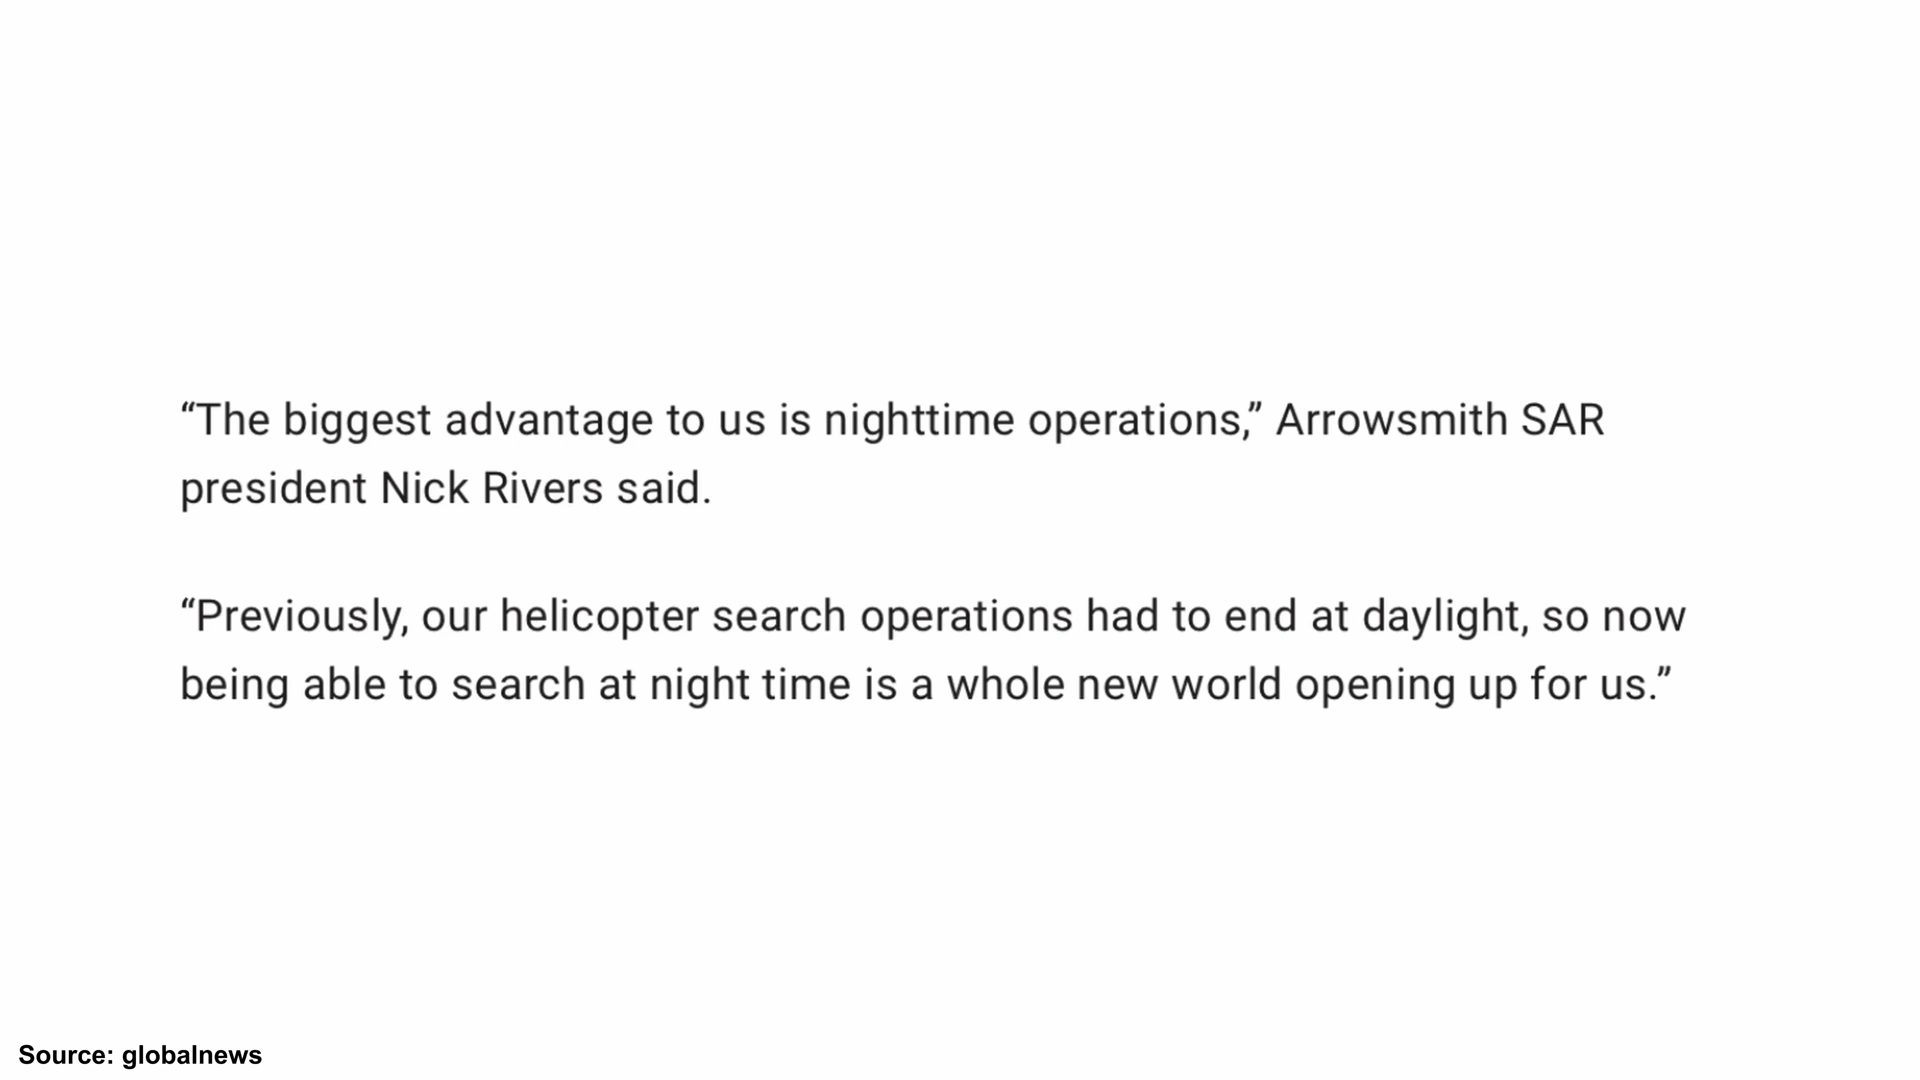 “The biggest advantage to us is nighttime operations,” Arrowsmith SAR
president Nick Rivers said.
“Previously, our helicopter search operations had to end at daylight, so now
being able to search at night time is a whole new world opening up for us.”
Source: globalnews